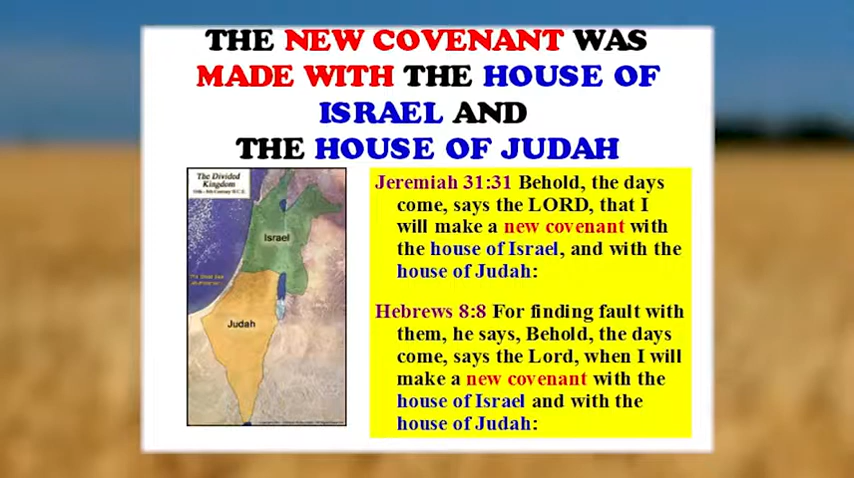 THE NEW COVENANT WAS
MADE WITH THE HOUSE OF
ISRAEL AND
THE HOUSE OF JUDAH
The Divided
Kingdom
Israel
Judah
Jeremiah 31:31 Behold, the days
come, says the LORD, that I
will make a new covenant with
the house of Israel, and with the
house of Judah:
Hebrews 8:8 For finding fault with
them, he says, Behold, the days
come, says the Lord, when I will
make a new covenant with the
house of Israel and with the
house of Judah: